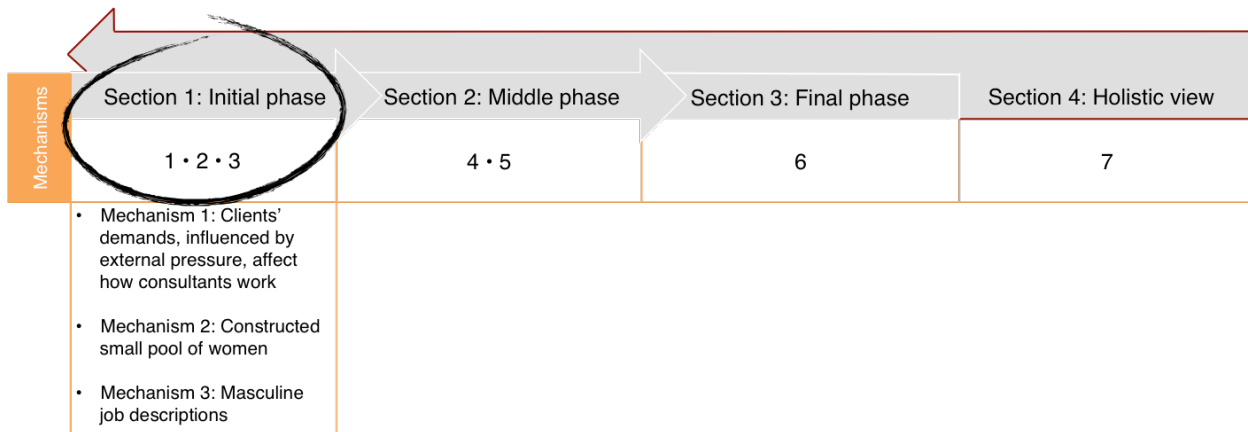 Mechanisms
Section 1: Initial phase
Section 2: Middle phase
Section 3: Final phase
Section 4: Holistic view
1 • 2 • 3
4 • 5
6
7
• Mechanism 1: Clients’
demands, influenced by
external pressure, affect
how consultants work
• Mechanism 2: Constructed
small pool of women
• Mechanism 3: Masculine
job descriptions